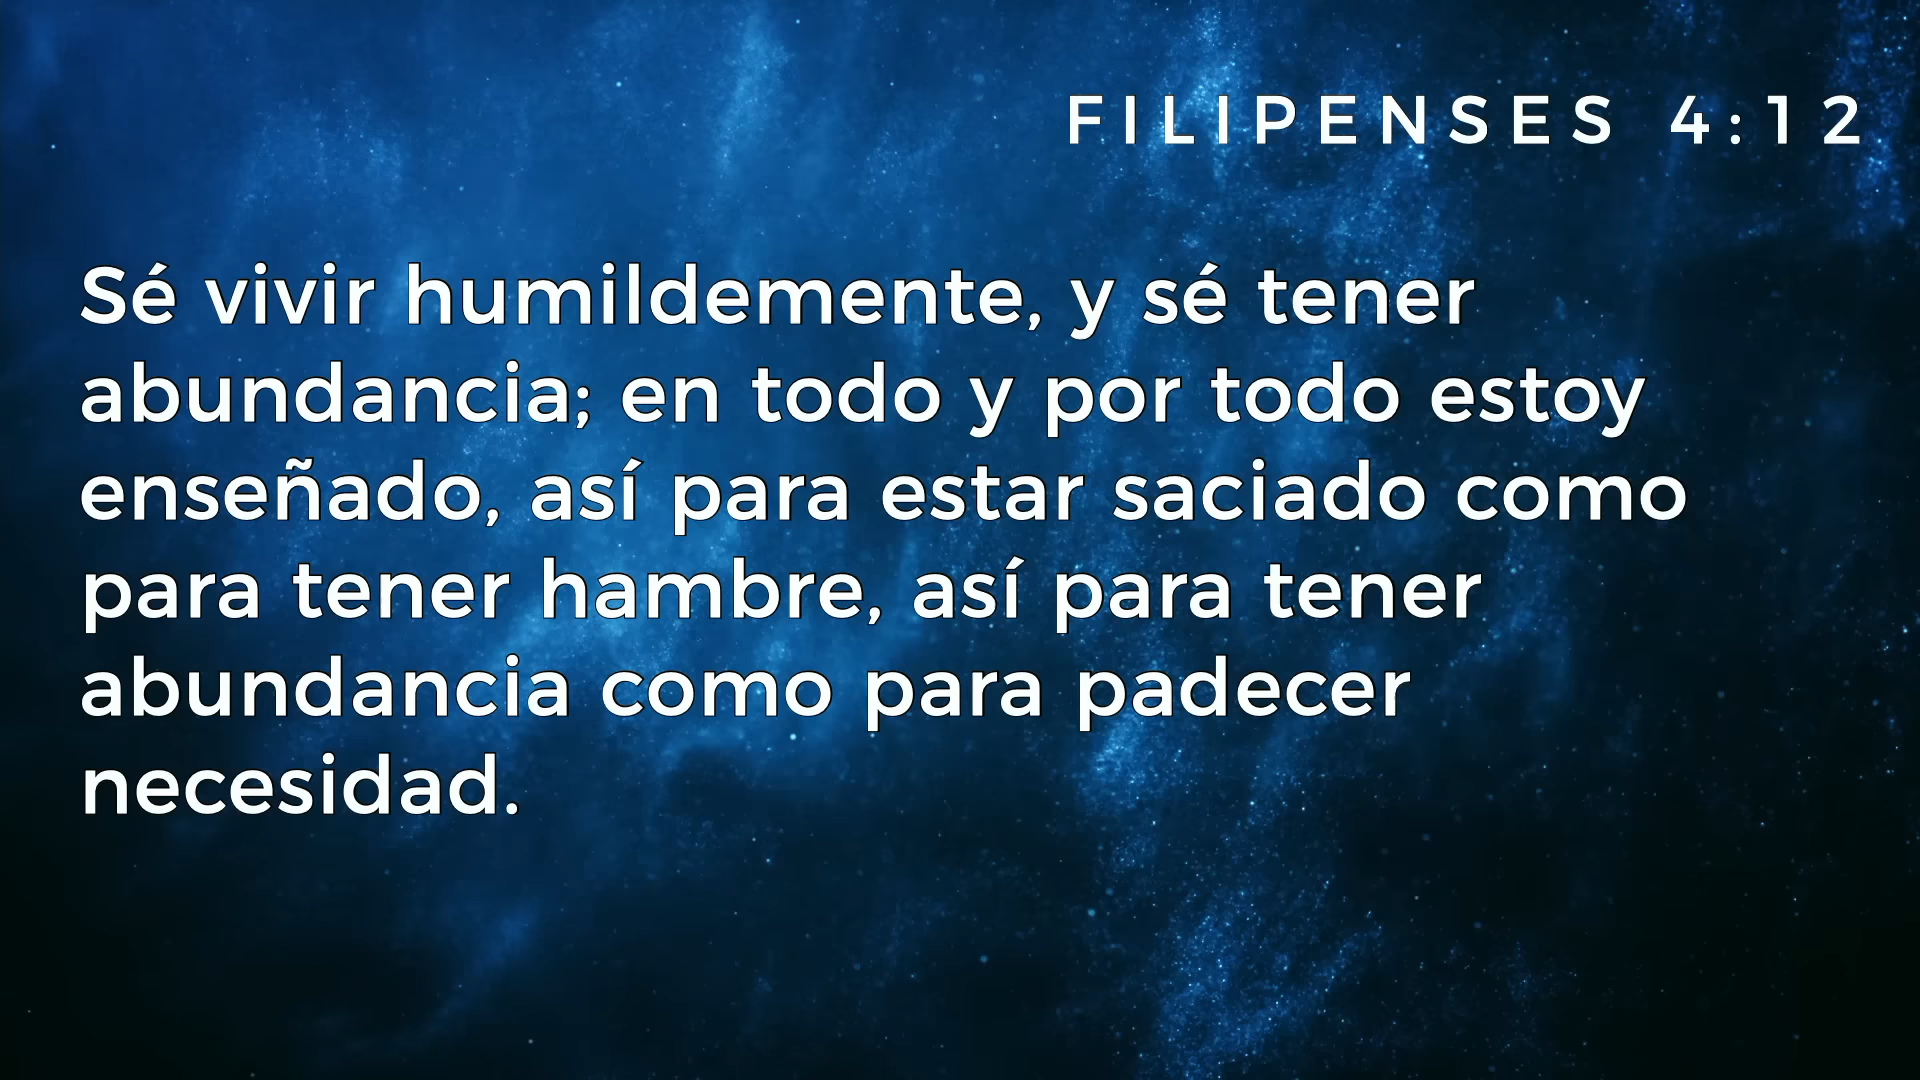 FILIPENSES 4:12
Sé vivir humildemente, y sé tener
abundancia; en todo y por todo estoy
enseñado, así para estar saciado como
para tener hambre, así para tener
abundancia como para padecer
necesidad.